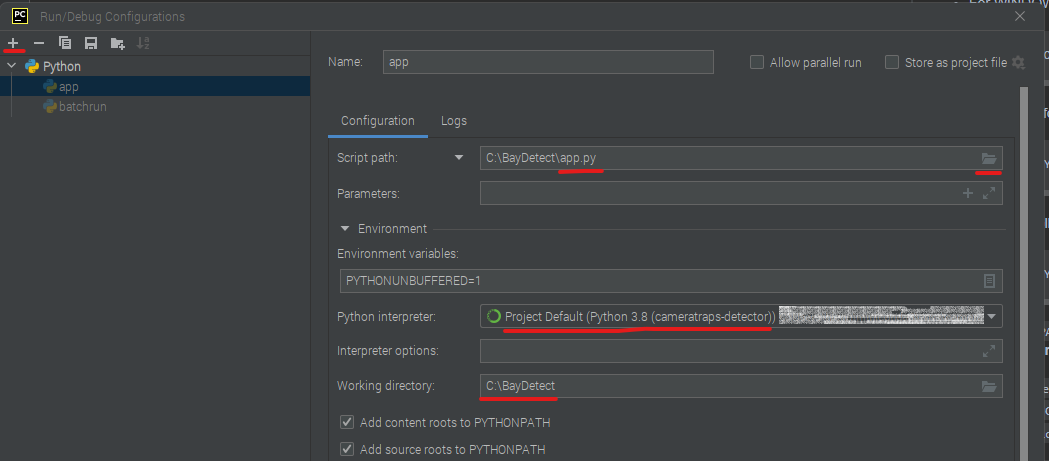 PC Run/Debug Configurations
Python
app
batchrun
Name: app
Allow parallel run
Store as project file
Configuration Logs
Script path: C:\BayDetect\app.py
Parameters:
Environment
Environment variables:
PYTHONUNBUFFERED=1
Python interpreter: Project Default (Python 3.8 (cameratraps-detector))
Interpreter options:
Working directory: C:\BayDetect
Add content roots to PYTHONPATH
Add source roots to PYTHONPATH